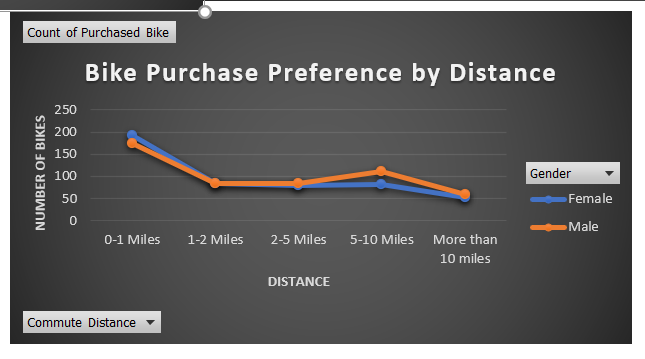 Count of Purchased Bike
Bike Purchase Preference by Distance
NUMBER OF BIKES
250
200
150
100
50
0
0-1 Miles
1-2 Miles
2-5 Miles
5-10 Miles
More than
10 miles
DISTANCE
Gender
Female
Male
Commute Distance